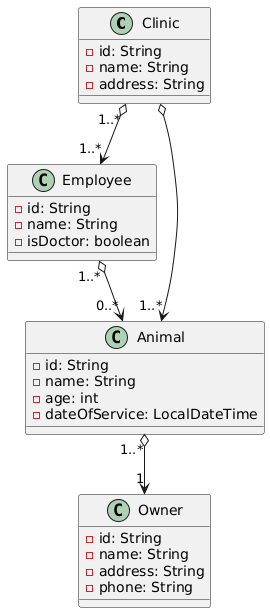 C Clinic
id: String
name: String
address: String
1..*
1..*
C Employee
id: String
name: String
isDoctor: boolean
1..*
0..*
1..*
C Animal
id: String
name: String
age: int
dateOfService: LocalDateTime
1..*
1
C Owner
id: String
name: String
address: String
phone: String